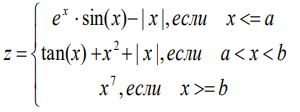 e^x · sin(x)−| x |, если x <= a
z = { tan(x)+x^2+| x |, если a < x < b
x^7, если x >= b